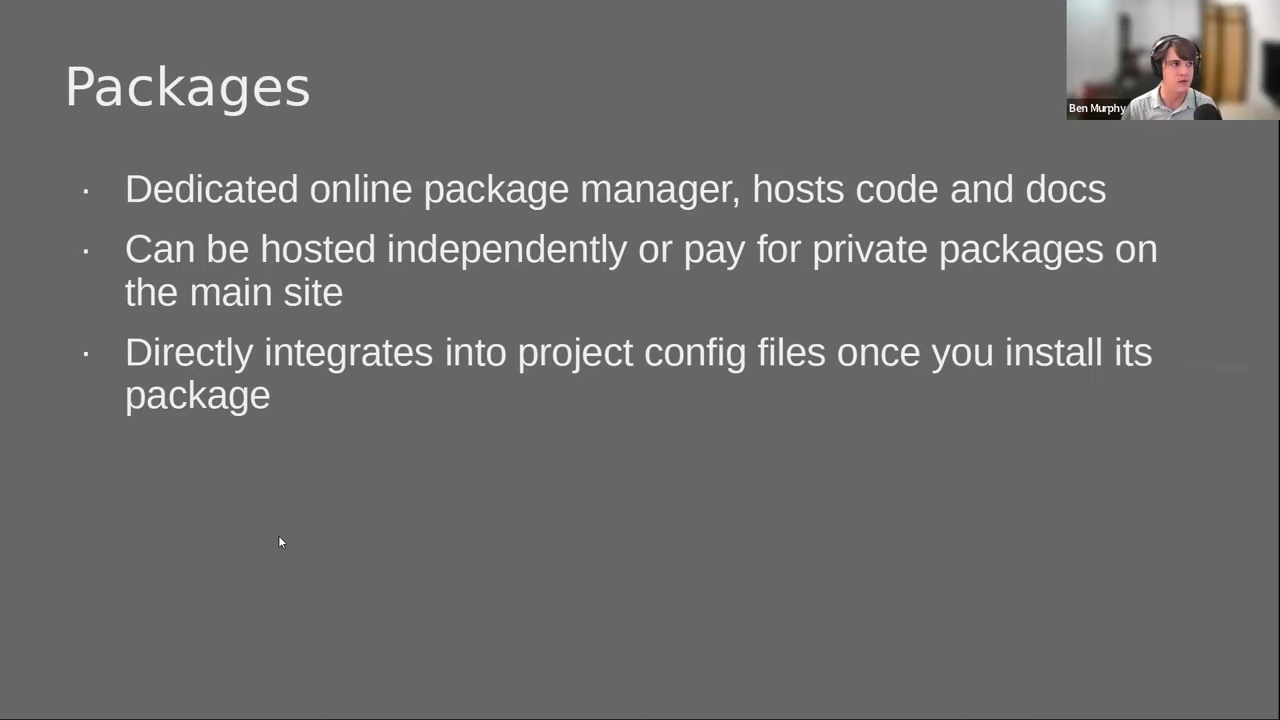 Packages
Ben Murphy
· Dedicated online package manager, hosts code and docs
· Can be hosted independently or pay for private packages on
the main site
· Directly integrates into project config files once you install its
package